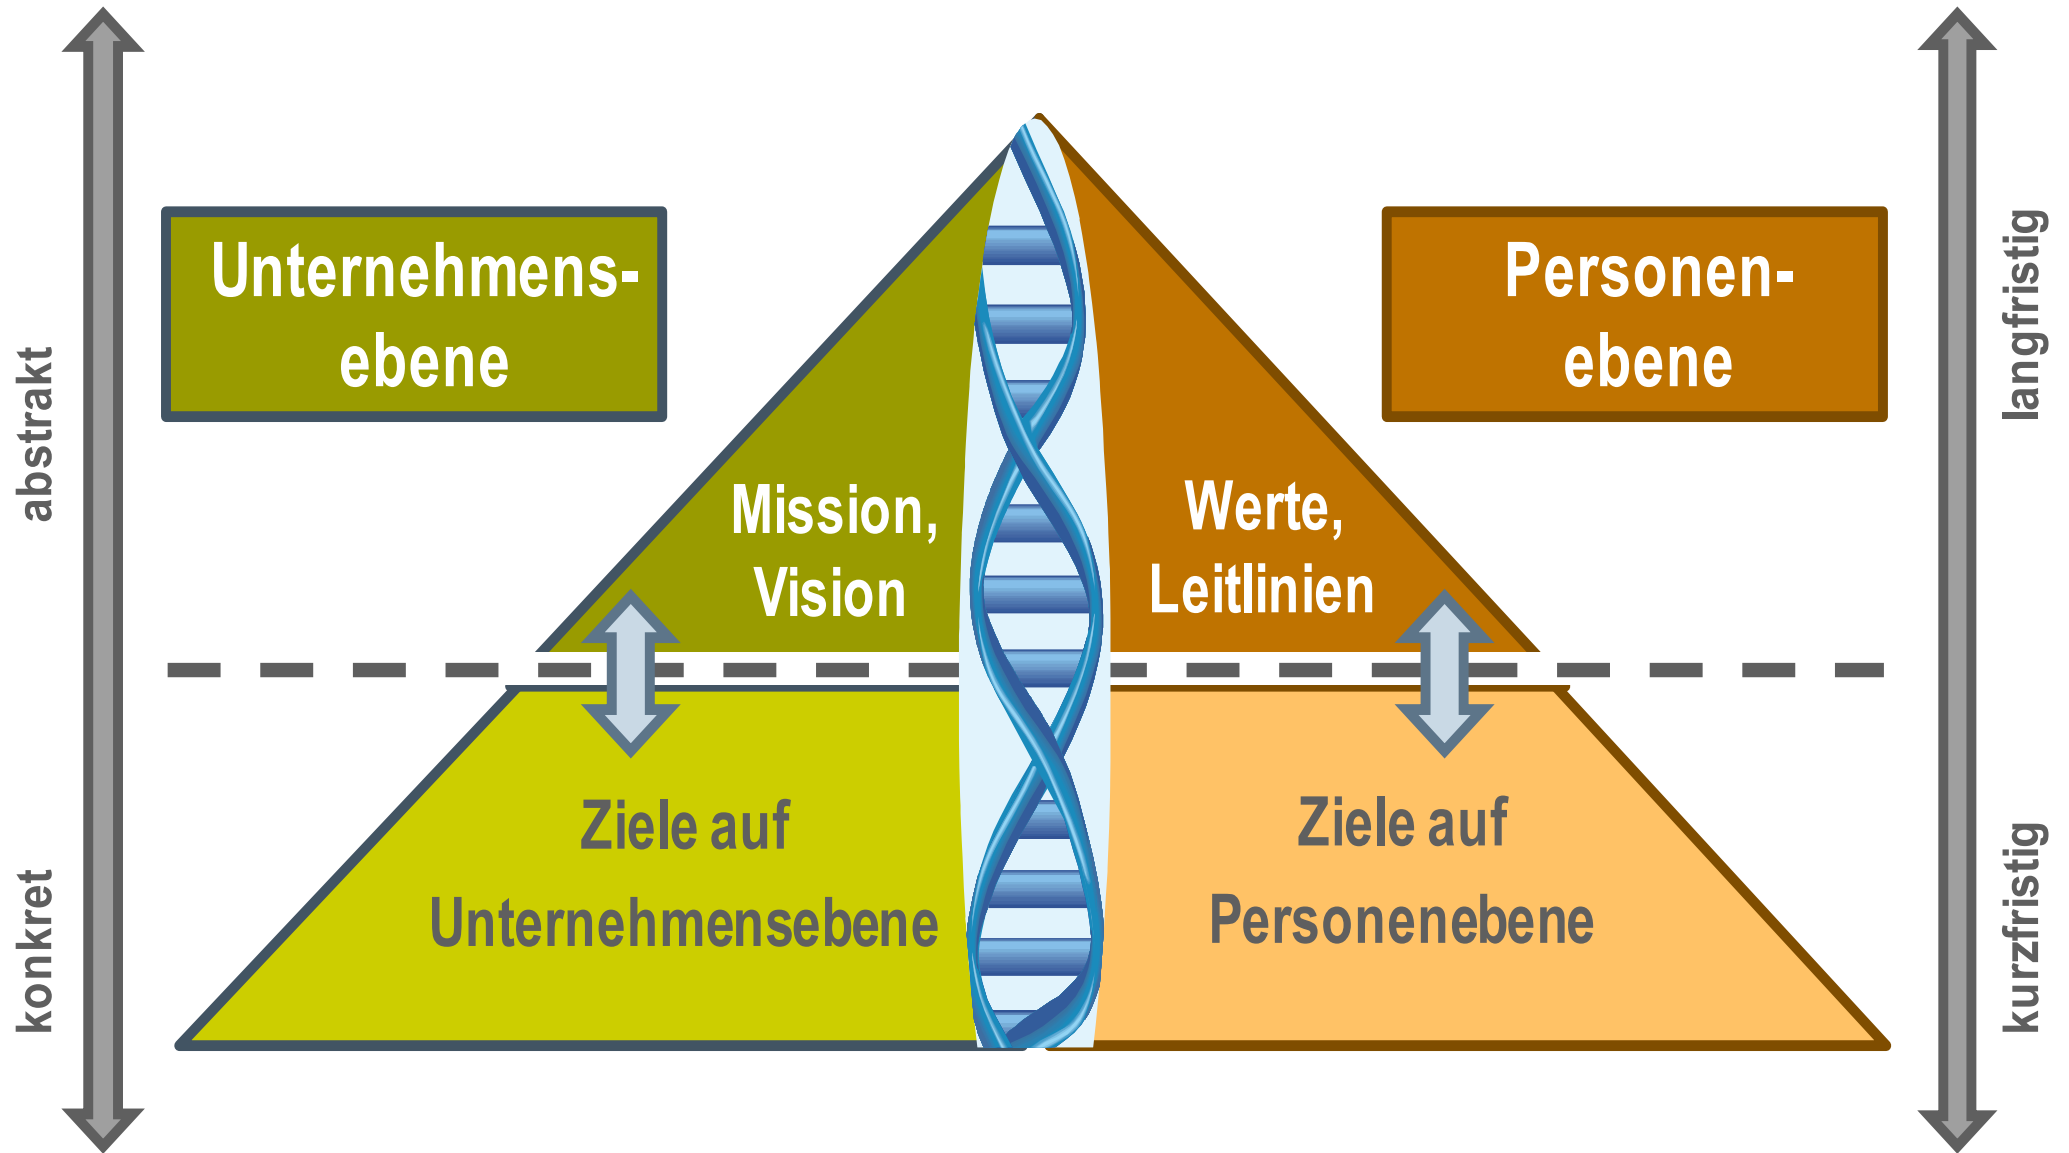 Unternehmens-
ebene
Personen-
ebene
abstrakt
langfristig
Mission,
Vision
Werte,
Leitlinien
konkret
kurzfristig
Ziele auf
Unternehmensebene
Ziele auf
Personenebene